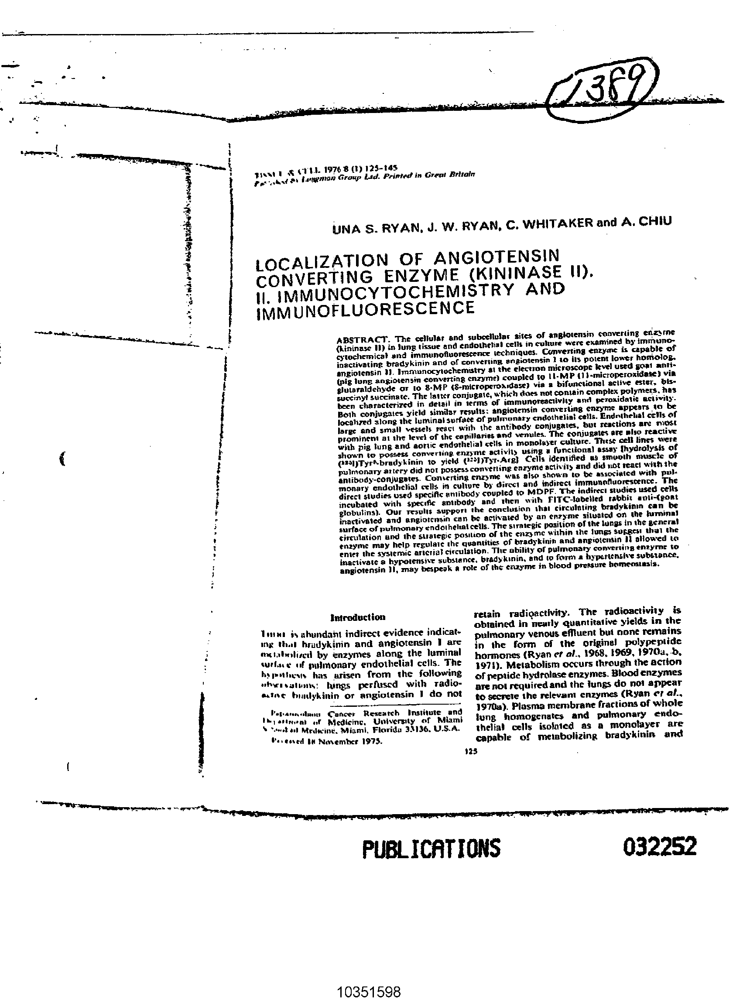 1389
TISSUE & CELL 1976 8 (1) 125-145
Published by Longman Group Ltd. Printed in Great Britain
UNA S. RYAN, J. W. RYAN, C. WHITAKER and A. CHIU
LOCALIZATION OF ANGIOTENSIN
CONVERTING ENZYME (KININASE II).
II. IMMUNOCYTOCHEMISTRY AND
IMMUNOFLUORESCENCE
ABSTRACT. The cellular and subcellular sites of angiotensin converting enzyme
(kininase II) in lung tissue and endothelial cells in culture were examined by immuno-
cytochemical and immunofluorescence techniques. Converting enzyme is capable of
inactivating bradykinin and of converting angiotensin I to its potent lower homolog,
angiotensin II. Immunocytochemistry at the electron microscope level used goat anti-
(pig lung angiotensin converting enzyme) coupled to 11-MP (11-microperoxidase) via
glutaraldehyde or to 8-MP (8-microperoxidase) via a bifunctional active ester, bis-
succinyl succinate. The latter conjugate, which does not contain complex polymers, has
been characterized in detail in terms of immunoreactivity and peroxidatic activity.
Both conjugates yield similar results: angiotensin converting enzyme appears to be
localized along the luminal surface of pulmonary endothelial cells. Endothelial cells of
large and small vessels react with the antibody conjugates, but reactions are most
prominent at the level of the capillaries and venules. The conjugates are also reactive
with pig lung and aortic endothelial cells in monolayer culture. These cell lines were
shown to possess converting enzyme activity using a functional assay [hydrolysis of
(¹²⁵I)Tyr⁸-bradykinin to yield (¹²⁵I)Tyr-Arg] Cells identified as smooth muscle of
pulmonary artery did not possess converting enzyme activity and did not react with the
antibody-conjugates. Converting enzyme was also shown to be associated with pul-
monary endothelial cells in culture by direct and indirect immunofluorescence. The
direct studies used specific antibody coupled to MDPF. The indirect studies used cells
incubated with specific antibody and then with FITC-labelled rabbit anti-(goat
globulins). Our results support the conclusion that circulating bradykinin can be
inactivated and angiotensin can be activated by an enzyme situated on the luminal
surface of pulmonary endothelial cells. The strategic position of the lungs in the general
circulation and the strategic position of the enzyme within the lungs suggest that the
enzyme may help regulate the quantities of bradykinin and angiotensin II allowed to
enter the systemic arterial circulation. The ability of pulmonary converting enzyme to
inactivate a hypotensive substance, bradykinin, and to form a hypertensive substance,
angiotensin II, may bespeak a role of the enzyme in blood pressure homeostasis.
Introduction
There is abundant indirect evidence indicat-
ing that bradykinin and angiotensin I are
metabolized by enzymes along the luminal
surface of pulmonary endothelial cells. The
hypothesis has arisen from the following
observations: lungs perfused with radio-
active bradykinin or angiotensin I do not
Papanicolaou Cancer Research Institute and
Department of Medicine, University of Miami
School of Medicine, Miami, Florida 33136, U.S.A.
Received 18 November 1975.
retain radioactivity. The radioactivity is
obtained in nearly quantitative yields in the
pulmonary venous effluent but none remains
in the form of the original polypeptide
hormones (Ryan et al., 1968, 1969, 1970a, b,
1971). Metabolism occurs through the action
of peptide hydrolase enzymes. Blood enzymes
are not required and the lungs do not appear
to secrete the relevant enzymes (Ryan et al.,
1970a). Plasma membrane fractions of whole
lung homogenates and pulmonary endo-
thelial cells isolated as a monolayer are
capable of metabolizing bradykinin and
125
PUBLICATIONS 032252
10351598